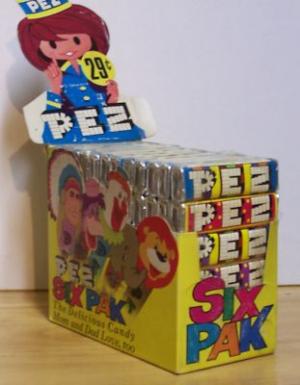 PEZ
29¢
PEZ
PEZ
PEZ
PEZ
PEZ
PEZ
SIX PAK
The Delicious Candy
Mom and Dad Love, too
SIX
PAK